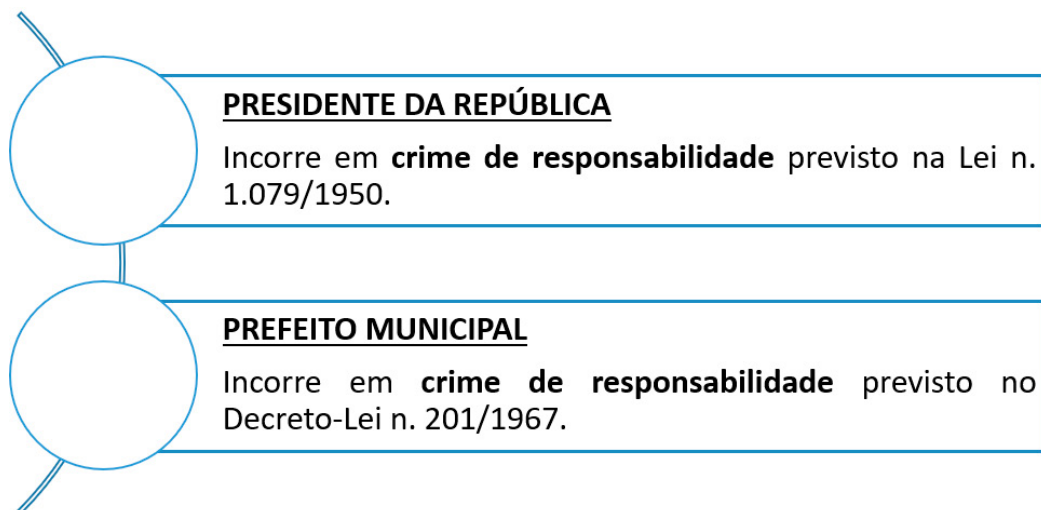 PRESIDENTE DA REPÚBLICA
Incorre em crime de responsabilidade previsto na Lei n.
1.079/1950.
PREFEITO MUNICIPAL
Incorre em crime de responsabilidade previsto no
Decreto-Lei n. 201/1967.